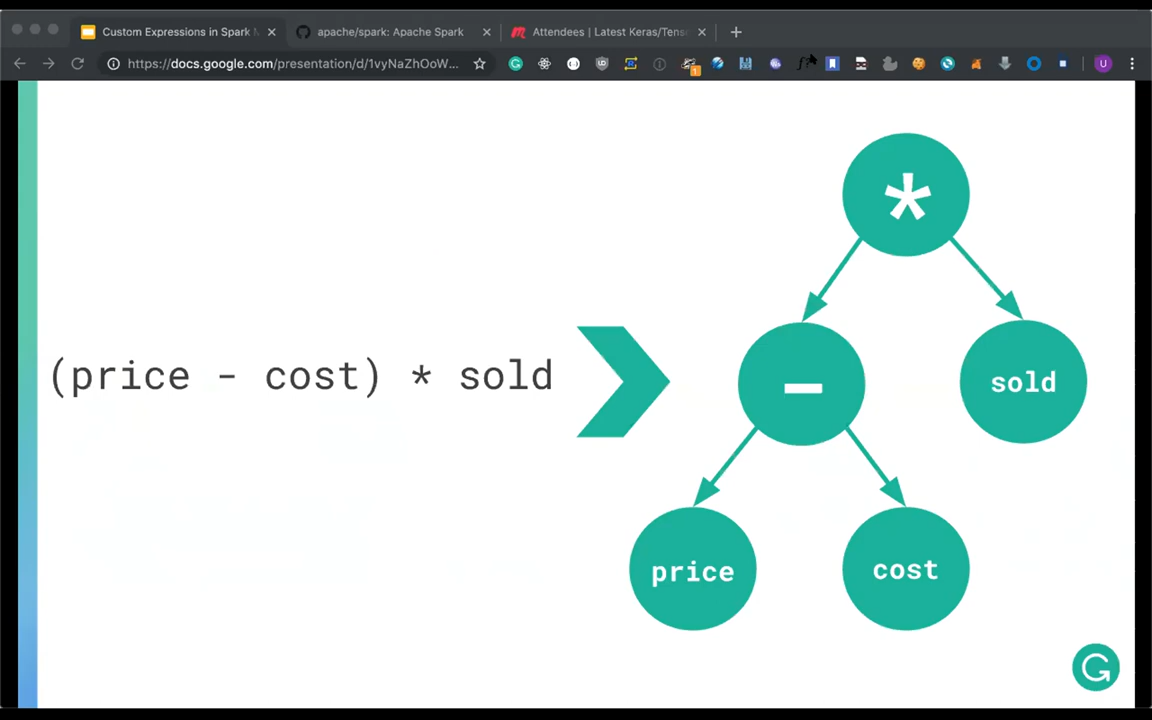 Custom Expressions in Spark
apache/spark: Apache Spark
Attendees | Latest Keras/Tens
https://docs.google.com/presentation/d/1vyNaZhOoW...
1
U
*
(price - cost) * sold
-
sold
price
cost
G